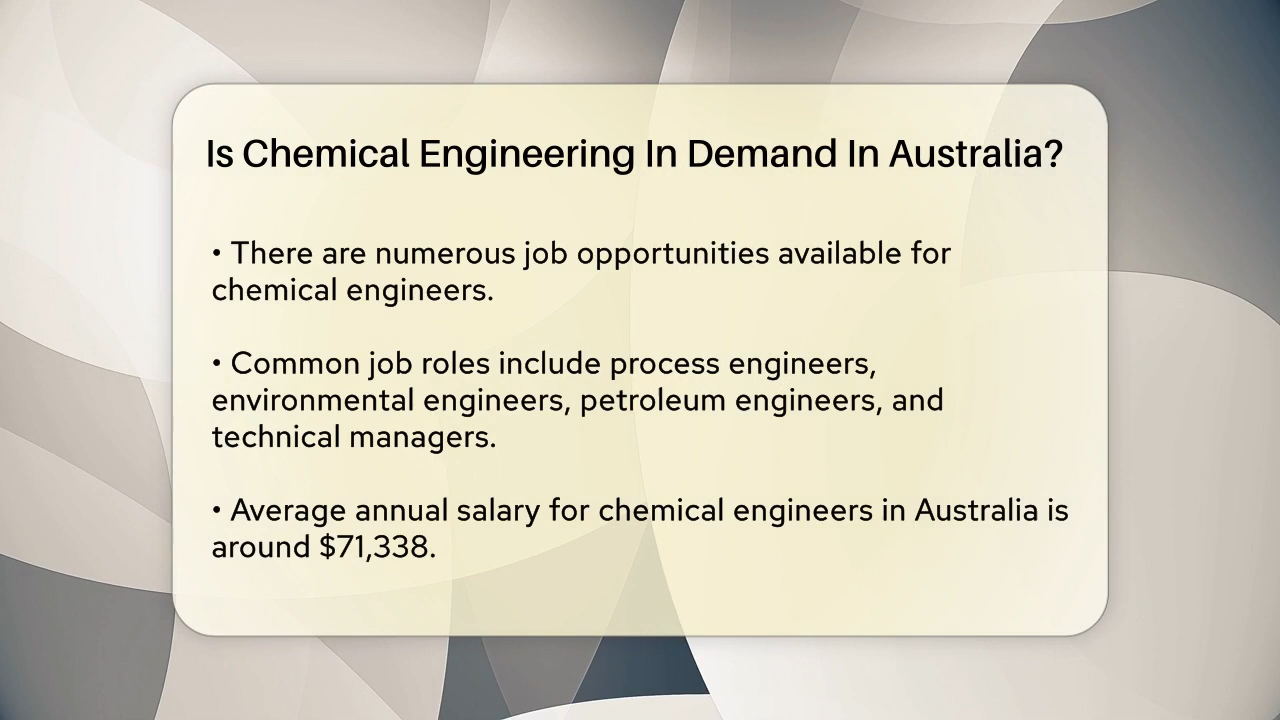 Is Chemical Engineering In Demand In Australia?
• There are numerous job opportunities available for
chemical engineers.
• Common job roles include process engineers,
environmental engineers, petroleum engineers, and
technical managers.
• Average annual salary for chemical engineers in Australia is
around $71,338.